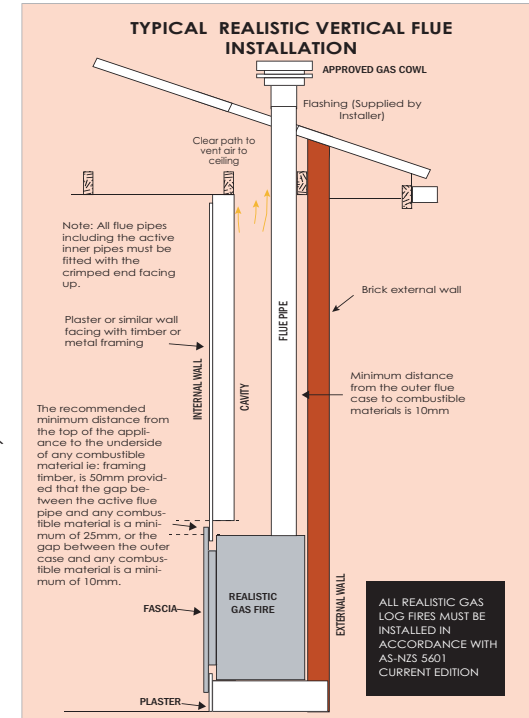 TYPICAL REALISTIC VERTICAL FLUE
INSTALLATION
APPROVED GAS COWL
Flashing (Supplied by
Installer)
Clear path to
vent air to
ceiling
Note: All flue pipes
including the active
inner pipes must be
fitted with the
crimped end facing
up.
Brick external wall
Plaster or similar wall
facing with timber or
metal framing
FLUE PIPE
INTERNAL WALL
CAVITY
Minimum distance
from the outer flue
case to combustible
materials is 10mm
The recommended
minimum distance from
the top of the appli-
ance to the underside
of any combustible
material ie: framing
timber, is 50mm provid-
ed that the gap be-
tween the active flue
pipe and any combus-
tible material is a mini-
mum of 25mm, or the
gap between the outer
case and any combus-
tible material is a mini-
mum of 10mm.
REALISTIC
GAS FIRE
FASCIA
EXTERNAL WALL
ALL REALISTIC GAS
LOG FIRES MUST BE
INSTALLED IN
ACCORDANCE WITH
AS-NZS 5601
CURRENT EDITION
PLASTER